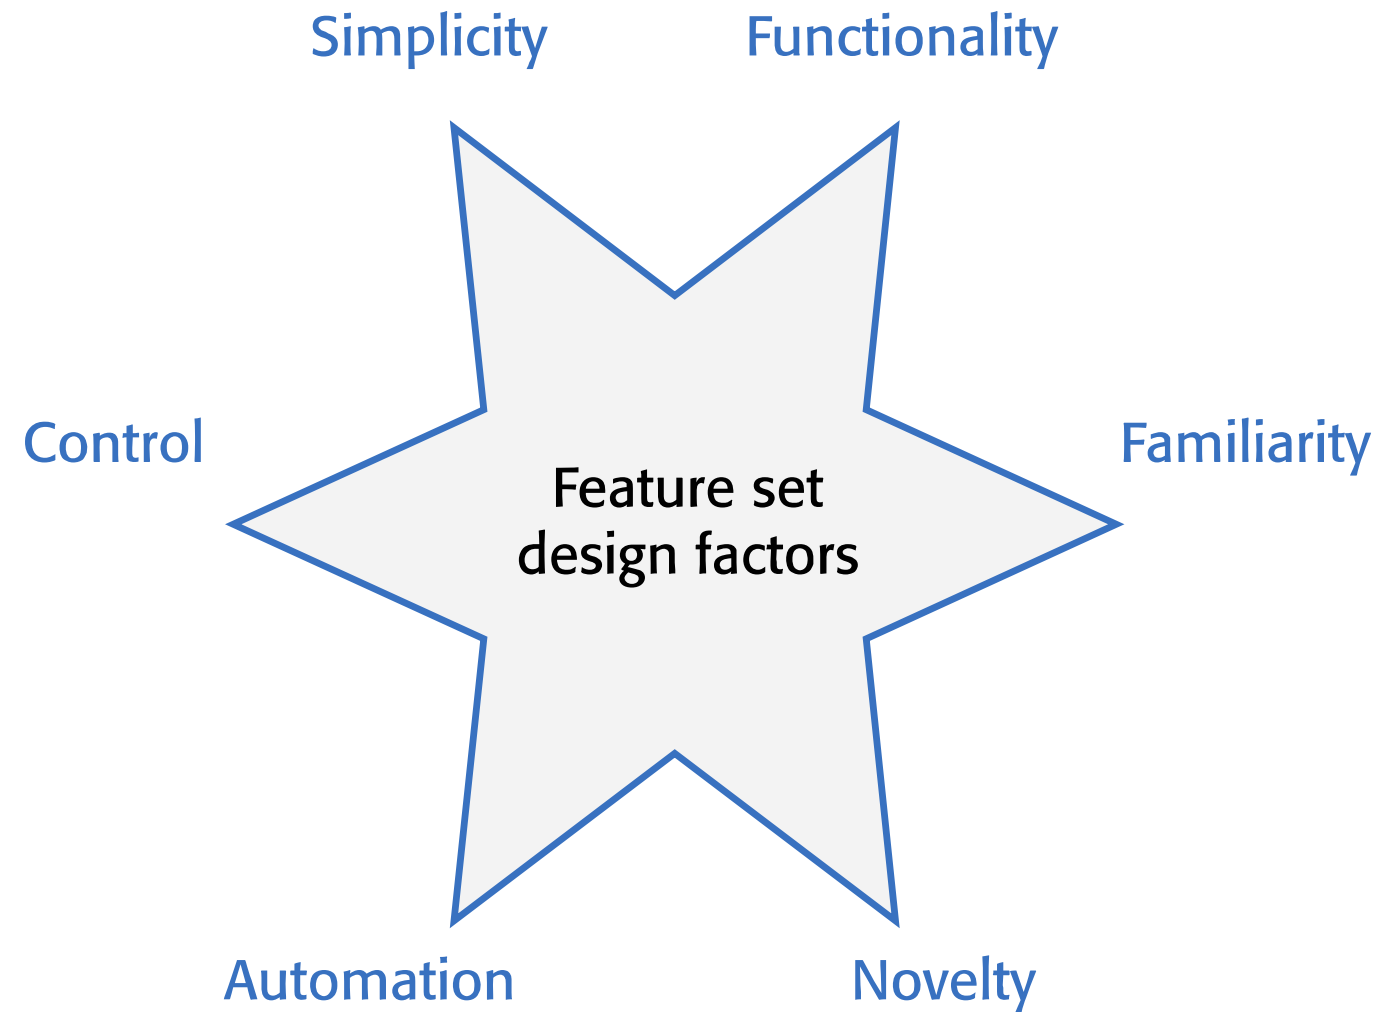 Simplicity
Functionality
Control
Familiarity
Feature set
design factors
Automation
Novelty